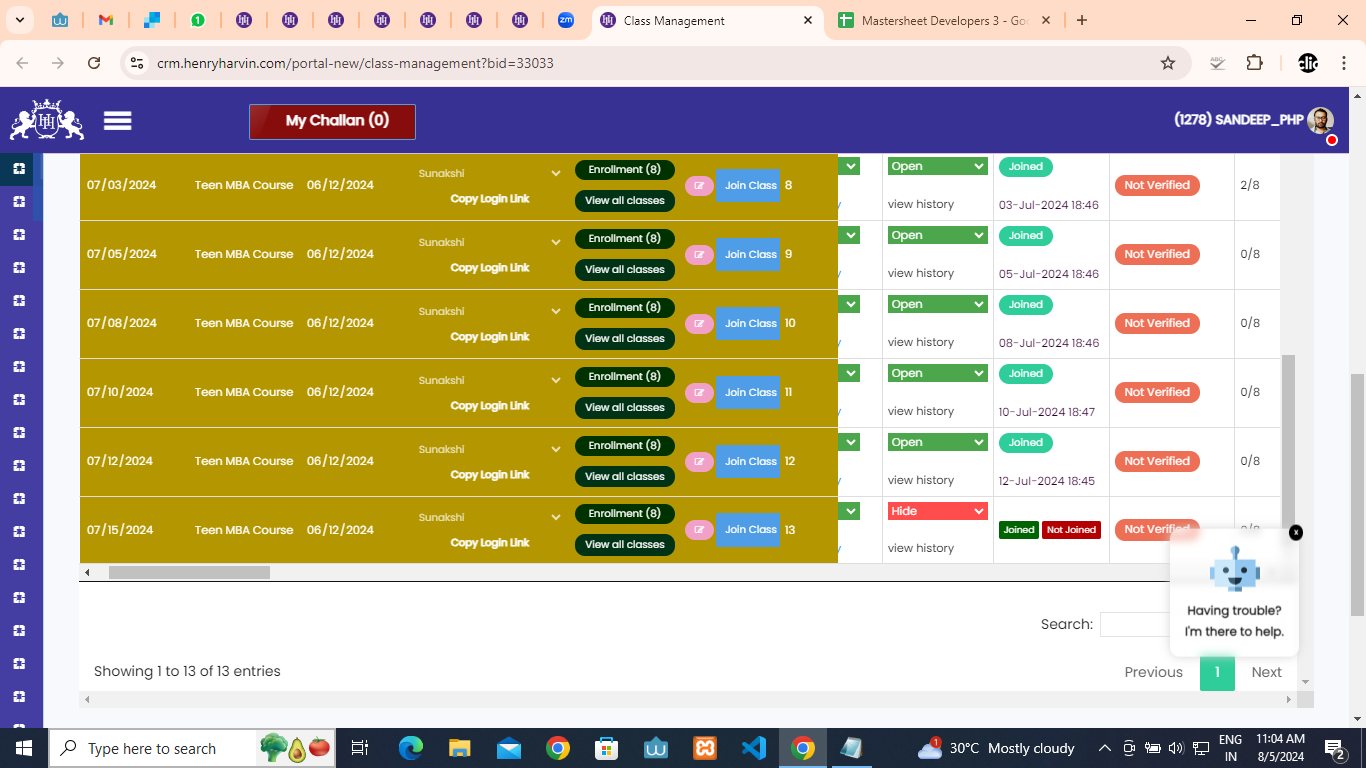 Class Management
Mastersheet Developers 3 - Go
crm.henryharvin.com/portal-new/class-management?bid=33033
My Challan (0)
(1278) SANDEEP_PHP
07/03/2024 Teen MBA Course 06/12/2024 Sunakshi Copy Login Link Enrollment (8) View all classes Join Class 8 Open view history Joined 03-Jul-2024 18:46 Not Verified 2/8
07/05/2024 Teen MBA Course 06/12/2024 Sunakshi Copy Login Link Enrollment (8) View all classes Join Class 9 Open view history Joined 05-Jul-2024 18:46 Not Verified 0/8
07/08/2024 Teen MBA Course 06/12/2024 Sunakshi Copy Login Link Enrollment (8) View all classes Join Class 10 Open view history Joined 08-Jul-2024 18:46 Not Verified 0/8
07/10/2024 Teen MBA Course 06/12/2024 Sunakshi Copy Login Link Enrollment (8) View all classes Join Class 11 Open view history Joined 10-Jul-2024 18:47 Not Verified 0/8
07/12/2024 Teen MBA Course 06/12/2024 Sunakshi Copy Login Link Enrollment (8) View all classes Join Class 12 Open view history Joined 12-Jul-2024 18:45 Not Verified 0/8
07/15/2024 Teen MBA Course 06/12/2024 Sunakshi Copy Login Link Enrollment (8) View all classes Join Class 13 Hide view history Joined Not Joined Not Verified
x
Having trouble?
I'm there to help.
Search:
Showing 1 to 13 of 13 entries
Previous 1 Next
Type here to search
1
30°C Mostly cloudy
ENG
IN
11:04 AM
8/5/2024
2